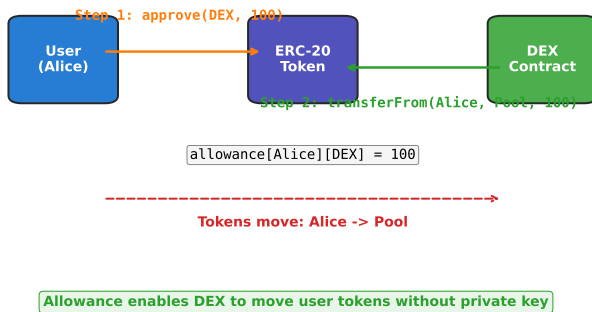 Step 1: approve(DEX, 100)
User
(Alice)
ERC-20
Token
DEX
Contract
Step 2: transferFrom(Alice, Pool, 100)
allowance[Alice][DEX] = 100
Tokens move: Alice -> Pool
Allowance enables DEX to move user tokens without private key